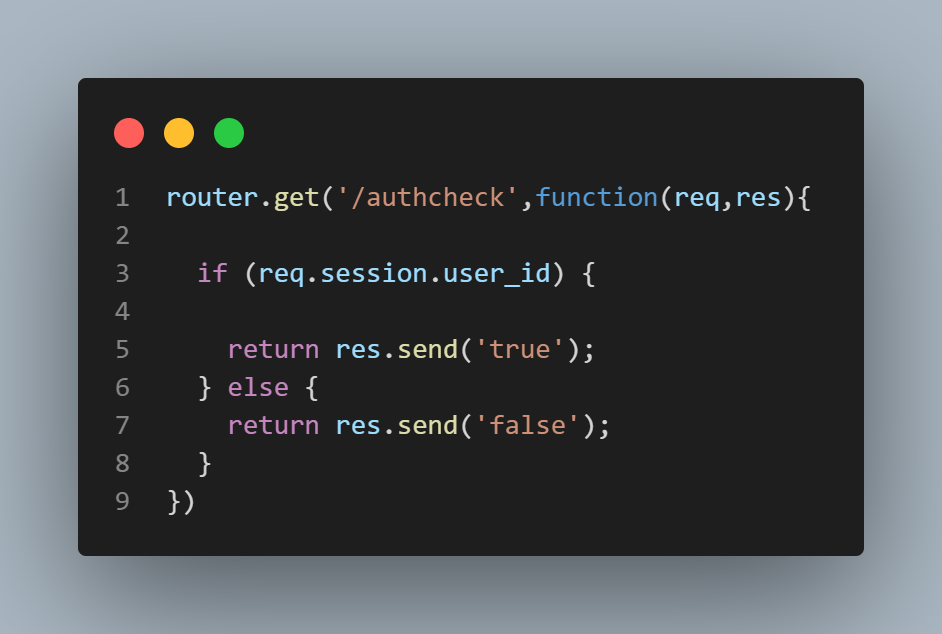 1 router.get('/authcheck',function(req,res){
2
3   if (req.session.user_id) {
4
5     return res.send('true');
6   } else {
7     return res.send('false');
8   }
9 })